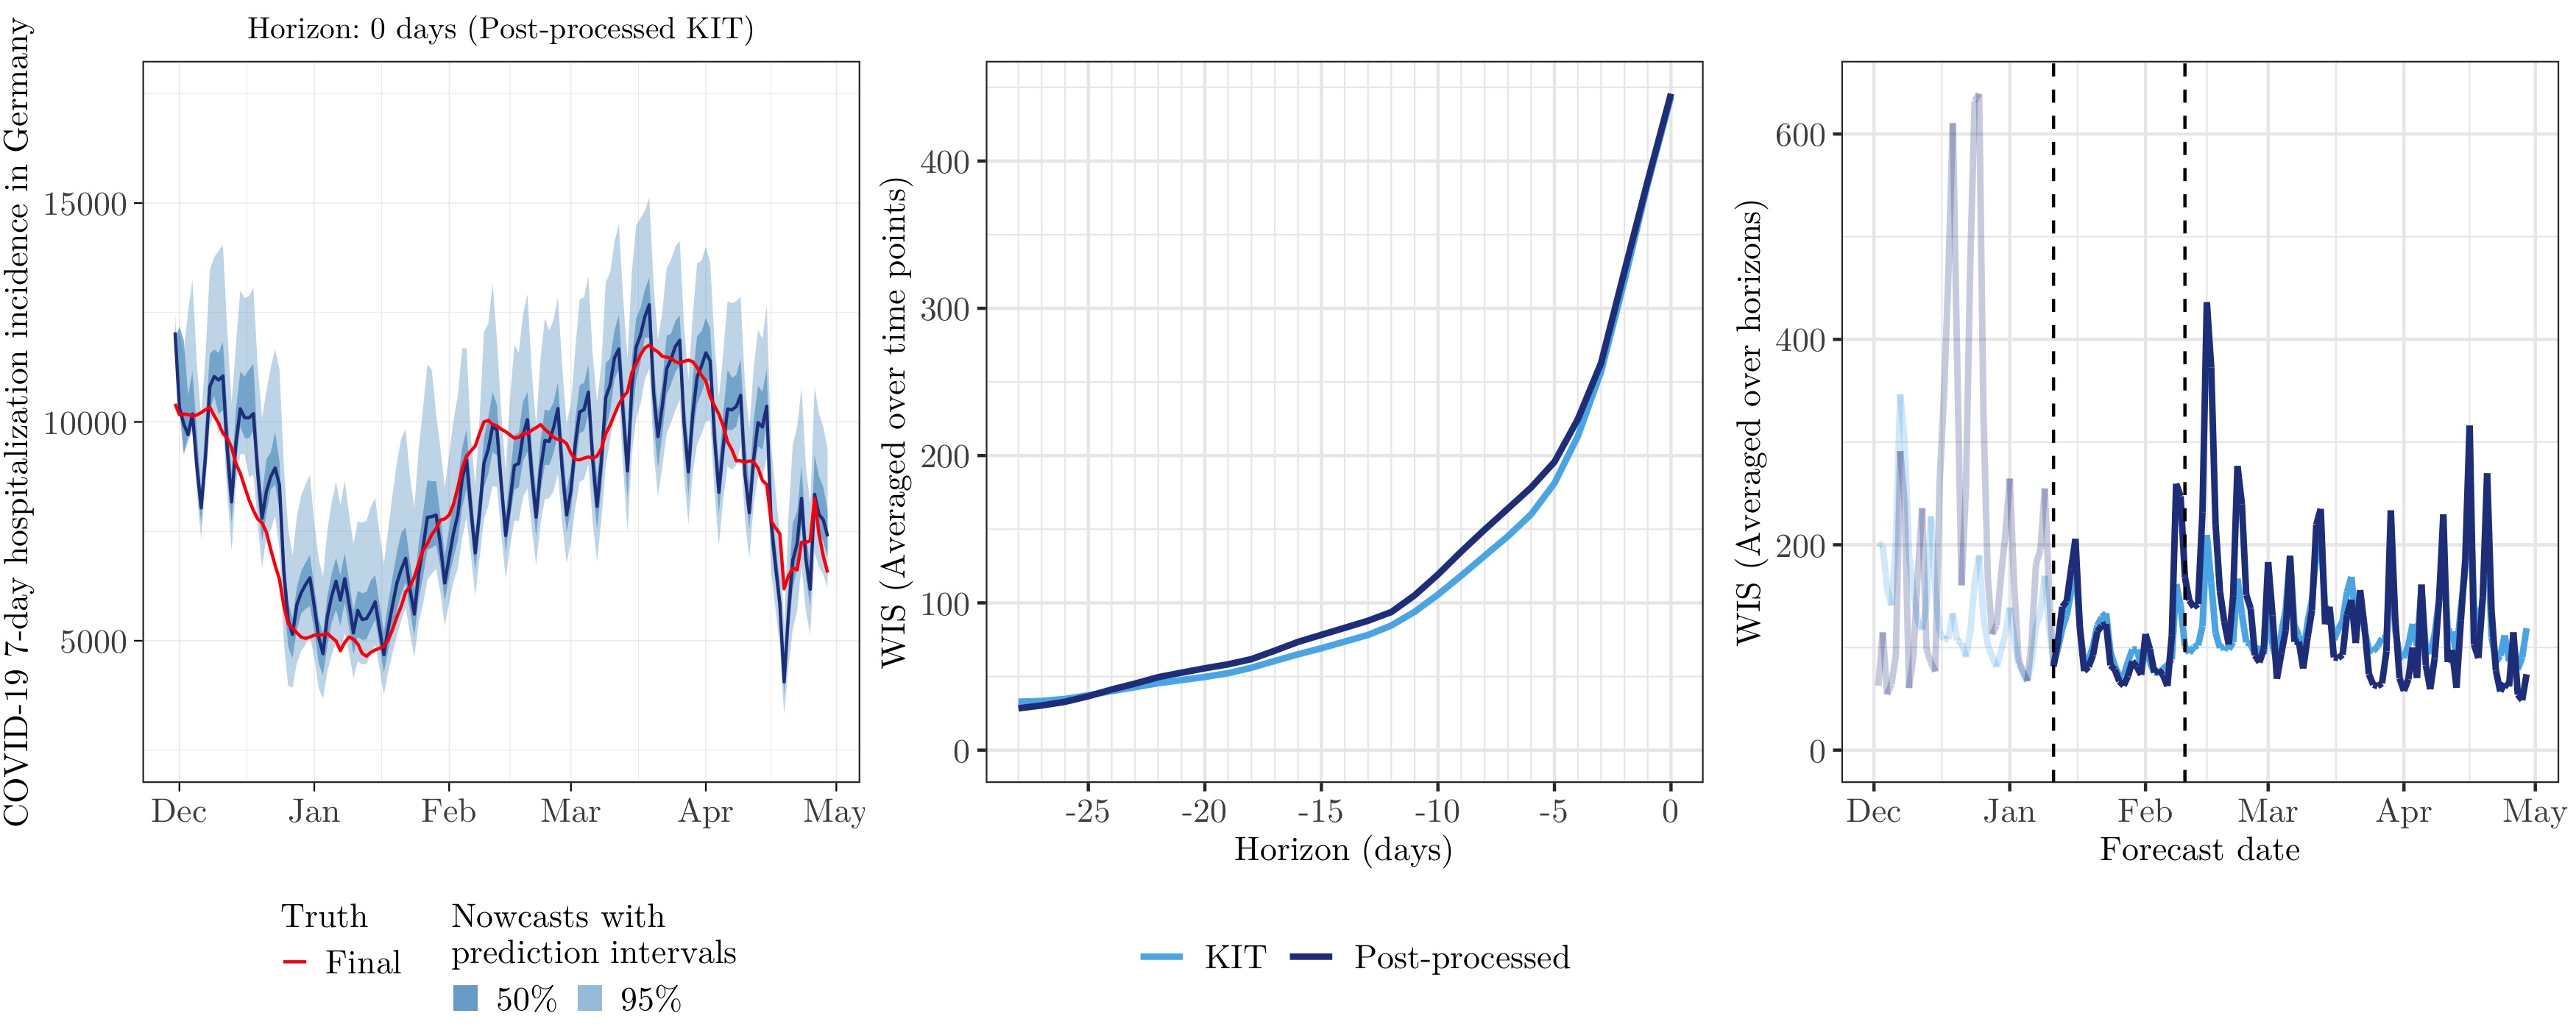 Horizon: 0 days (Post-processed KIT)
COVID-19 7-day hospitalization incidence in Germany
15000
10000
5000
Dec Jan Feb Mar Apr May
Truth
Final
Nowcasts with
prediction intervals
50% 95%
WIS (Averaged over time points)
400
300
200
100
0
-25 -20 -15 -10 -5 0
Horizon (days)
KIT Post-processed
WIS (Averaged over horizons)
600
400
200
0
Dec Jan Feb Mar Apr May
Forecast date